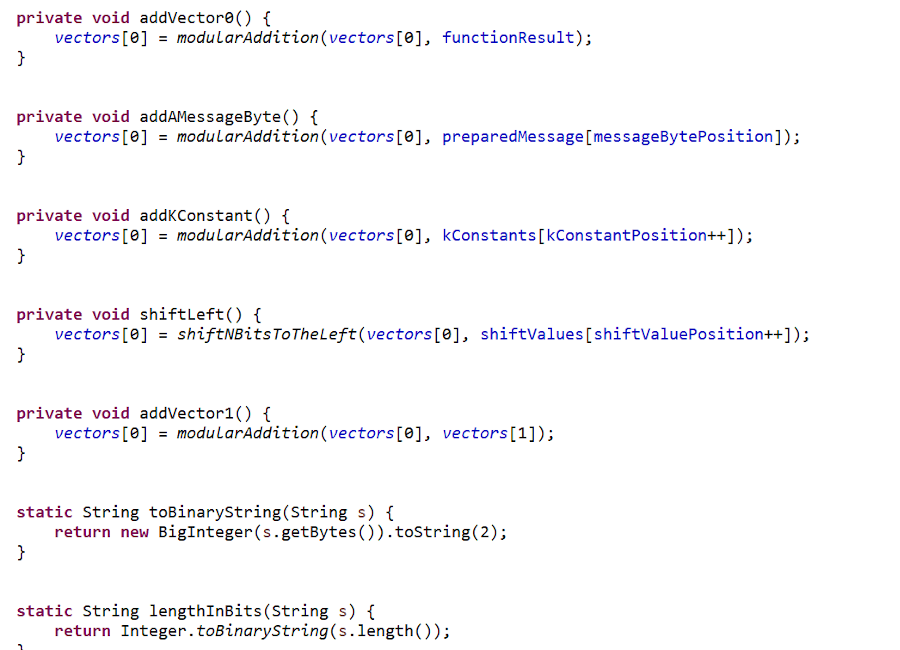 private void addVector0() {
    vectors[0] = modularAddition(vectors[0], functionResult);
}
private void addAMessageByte() {
    vectors[0] = modularAddition(vectors[0], preparedMessage[messageBytePosition]);
}
private void addKConstant() {
    vectors[0] = modularAddition(vectors[0], kConstants[kConstantPosition++]);
}
private void shiftLeft() {
    vectors[0] = shiftNBitsToTheLeft(vectors[0], shiftValues[shiftValuePosition++]);
}
private void addVector1() {
    vectors[0] = modularAddition(vectors[0], vectors[1]);
}
static String toBinaryString(String s) {
    return new BigInteger(s.getBytes()).toString(2);
}
static String lengthInBits(String s) {
    return Integer.toBinaryString(s.length());
}